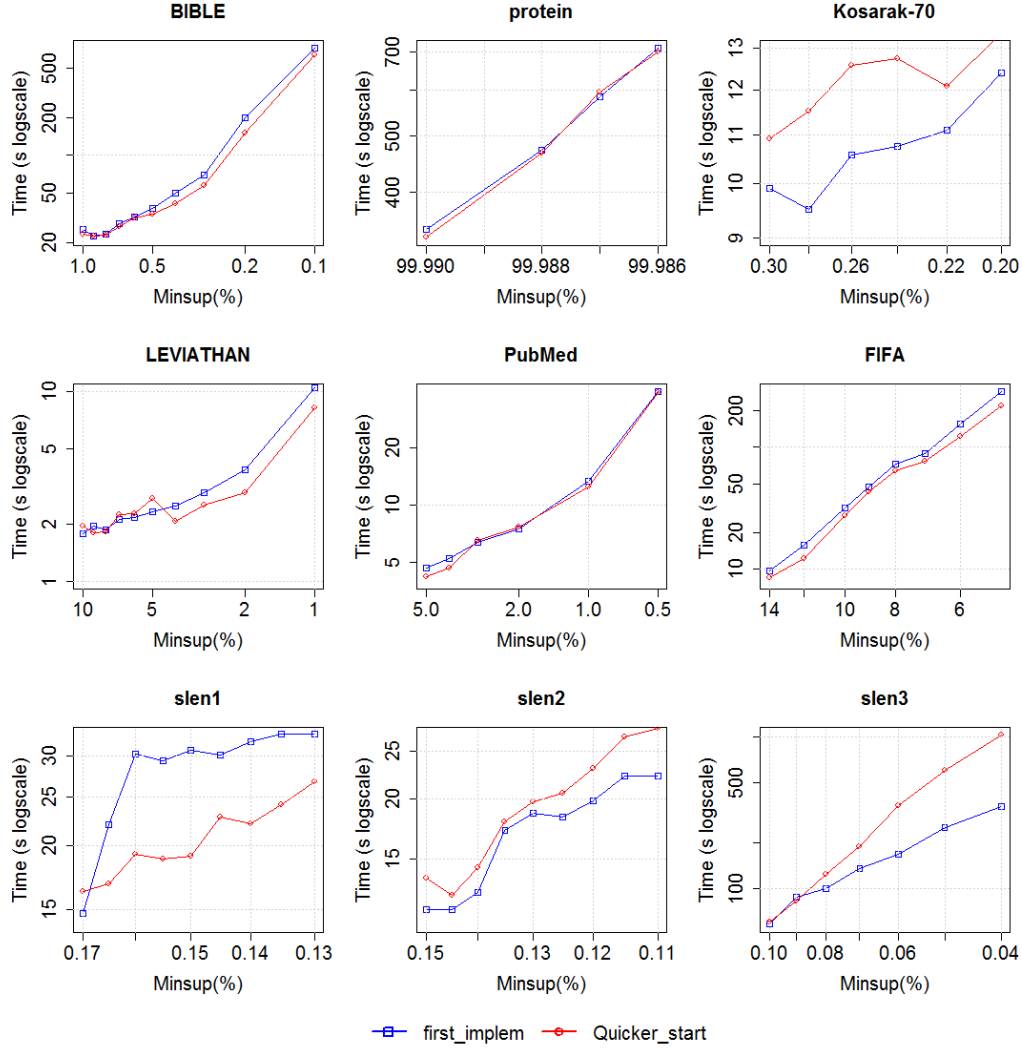 BIBLE
Time (s logscale)
500
200
50
20
1.0 0.5 0.2 0.1
Minsup(%)
protein
Time (s logscale)
700
500
400
99.990 99.988 99.986
Minsup(%)
Kosarak-70
Time (s logscale)
13
12
11
10
9
0.30 0.26 0.22 0.20
Minsup(%)
LEVIATHAN
Time (s logscale)
10
5
2
1
10 5 2 1
Minsup(%)
PubMed
Time (s logscale)
20
10
5
5.0 2.0 1.0 0.5
Minsup(%)
FIFA
Time (s logscale)
200
50
20
10
14 10 8 6
Minsup(%)
slen1
Time (s logscale)
30
25
20
15
0.17 0.15 0.14 0.13
Minsup(%)
slen2
Time (s logscale)
25
20
15
0.15 0.13 0.12 0.11
Minsup(%)
slen3
Time (s logscale)
500
100
0.10 0.08 0.06 0.04
Minsup(%)
first_implem Quicker_start